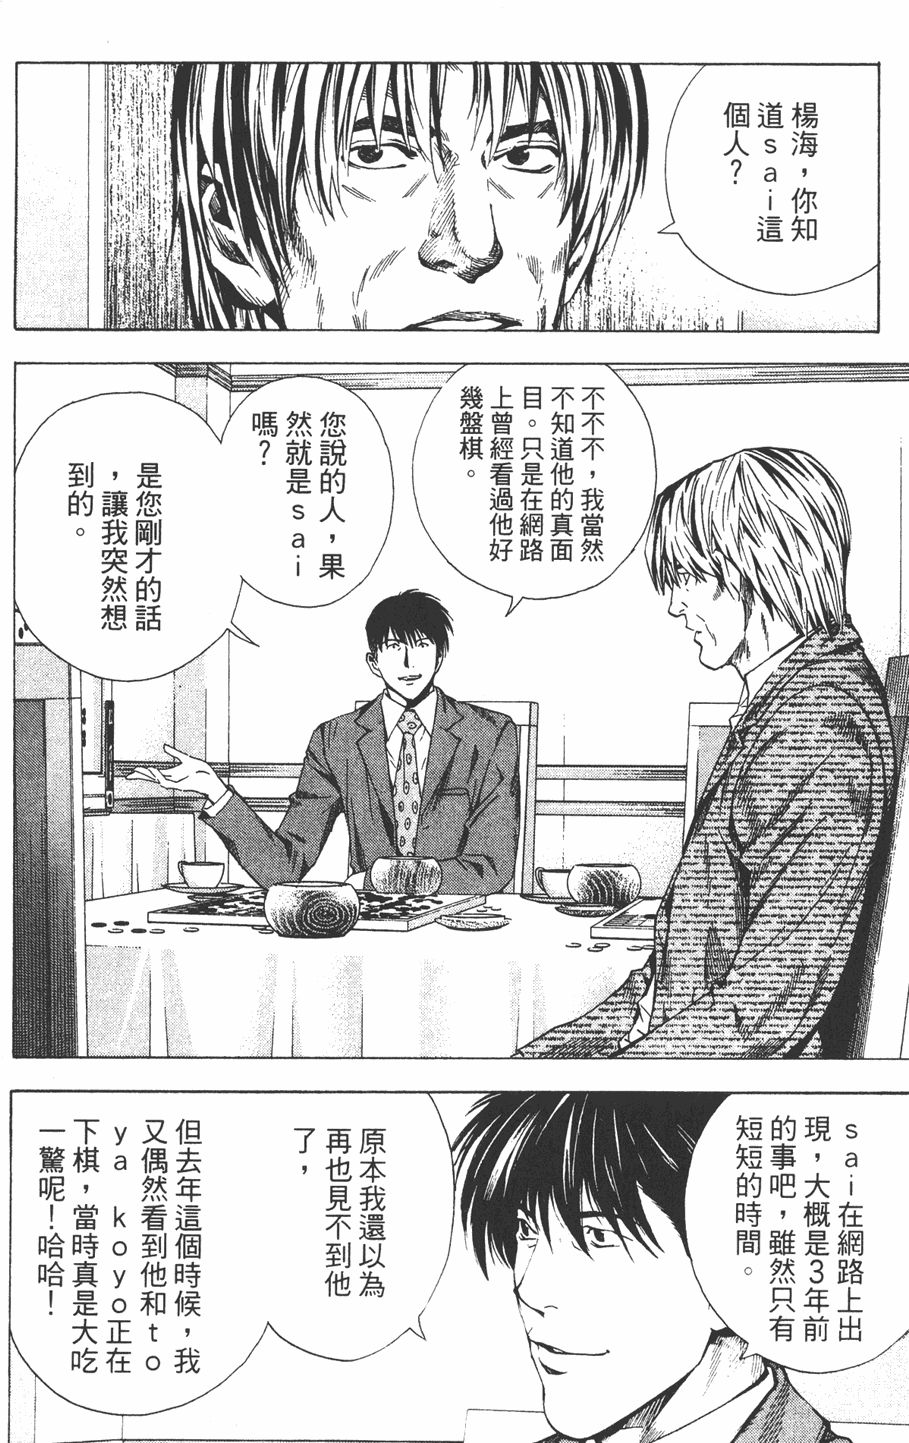 楊海，你知
道sai這
個人？
不不不，我當然
不知道他的真面
目。只是在網路
上曾經看過他好
幾盤棋。
您說的人，果
然就是sai
嗎？
是您剛才的話
，讓我突然想
到的。
sai在網路上出
現，大概是3年前
的事吧，雖然只有
短短的時間。
原本我還以為
再也見不到他
了，
但去年這個時候，我
又偶然看到他和to
ya koyo正在
下棋，當時真是大吃
一驚呢！哈哈！